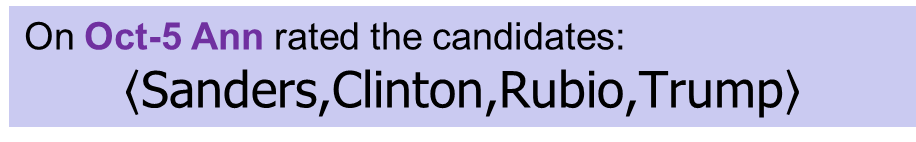 On Oct-5 Ann rated the candidates:
⟨Sanders,Clinton,Rubio,Trump⟩